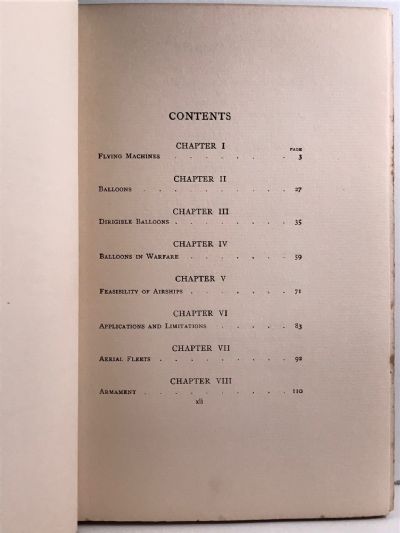 CONTENTS
CHAPTER I
PAGE
FLYING MACHINES . . . . . . 3
CHAPTER II
BALLOONS . . . . . . . . 27
CHAPTER III
DIRIGIBLE BALLOONS . . . . . . 35
CHAPTER IV
BALLOONS IN WARFARE . . . . . 59
CHAPTER V
FEASIBILITY OF AIRSHIPS . . . . . 71
CHAPTER VI
APPLICATIONS AND LIMITATIONS . . . . 83
CHAPTER VII
AERIAL FLEETS . . . . . . . 92
CHAPTER VIII
ARMAMENT . . . . . . . . 110
xii